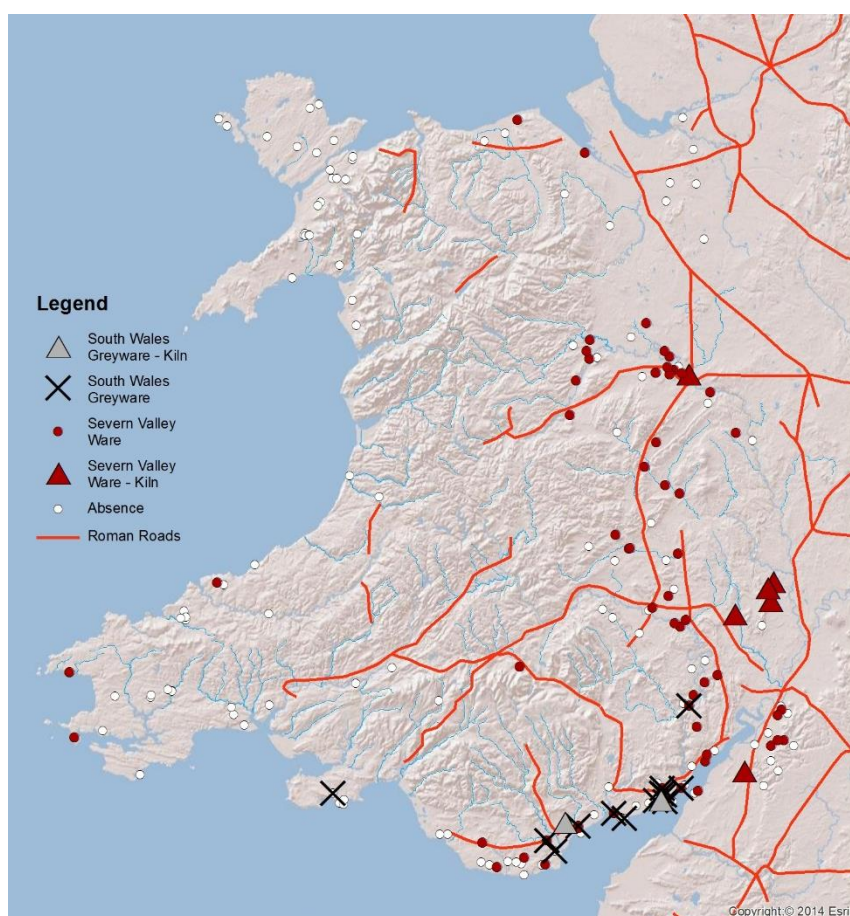 Legend
South Wales
Greyware - Kiln
South Wales
Greyware
Severn Valley
Ware
Severn Valley
Ware - Kiln
Absence
Roman Roads
Copyright:© 2014 Esri